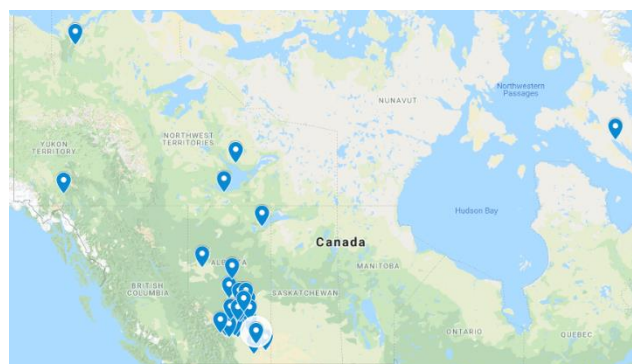 NUNAVUT
Northwestern
Passages
YUKON
TERRITORY
NORTHWEST
TERRITORIES
Hudson Bay
Canada
ALBERTA
MANITOBA
BRITISH
COLUMBIA
SASKATCHEWAN
ONTARIO
QUEBEC